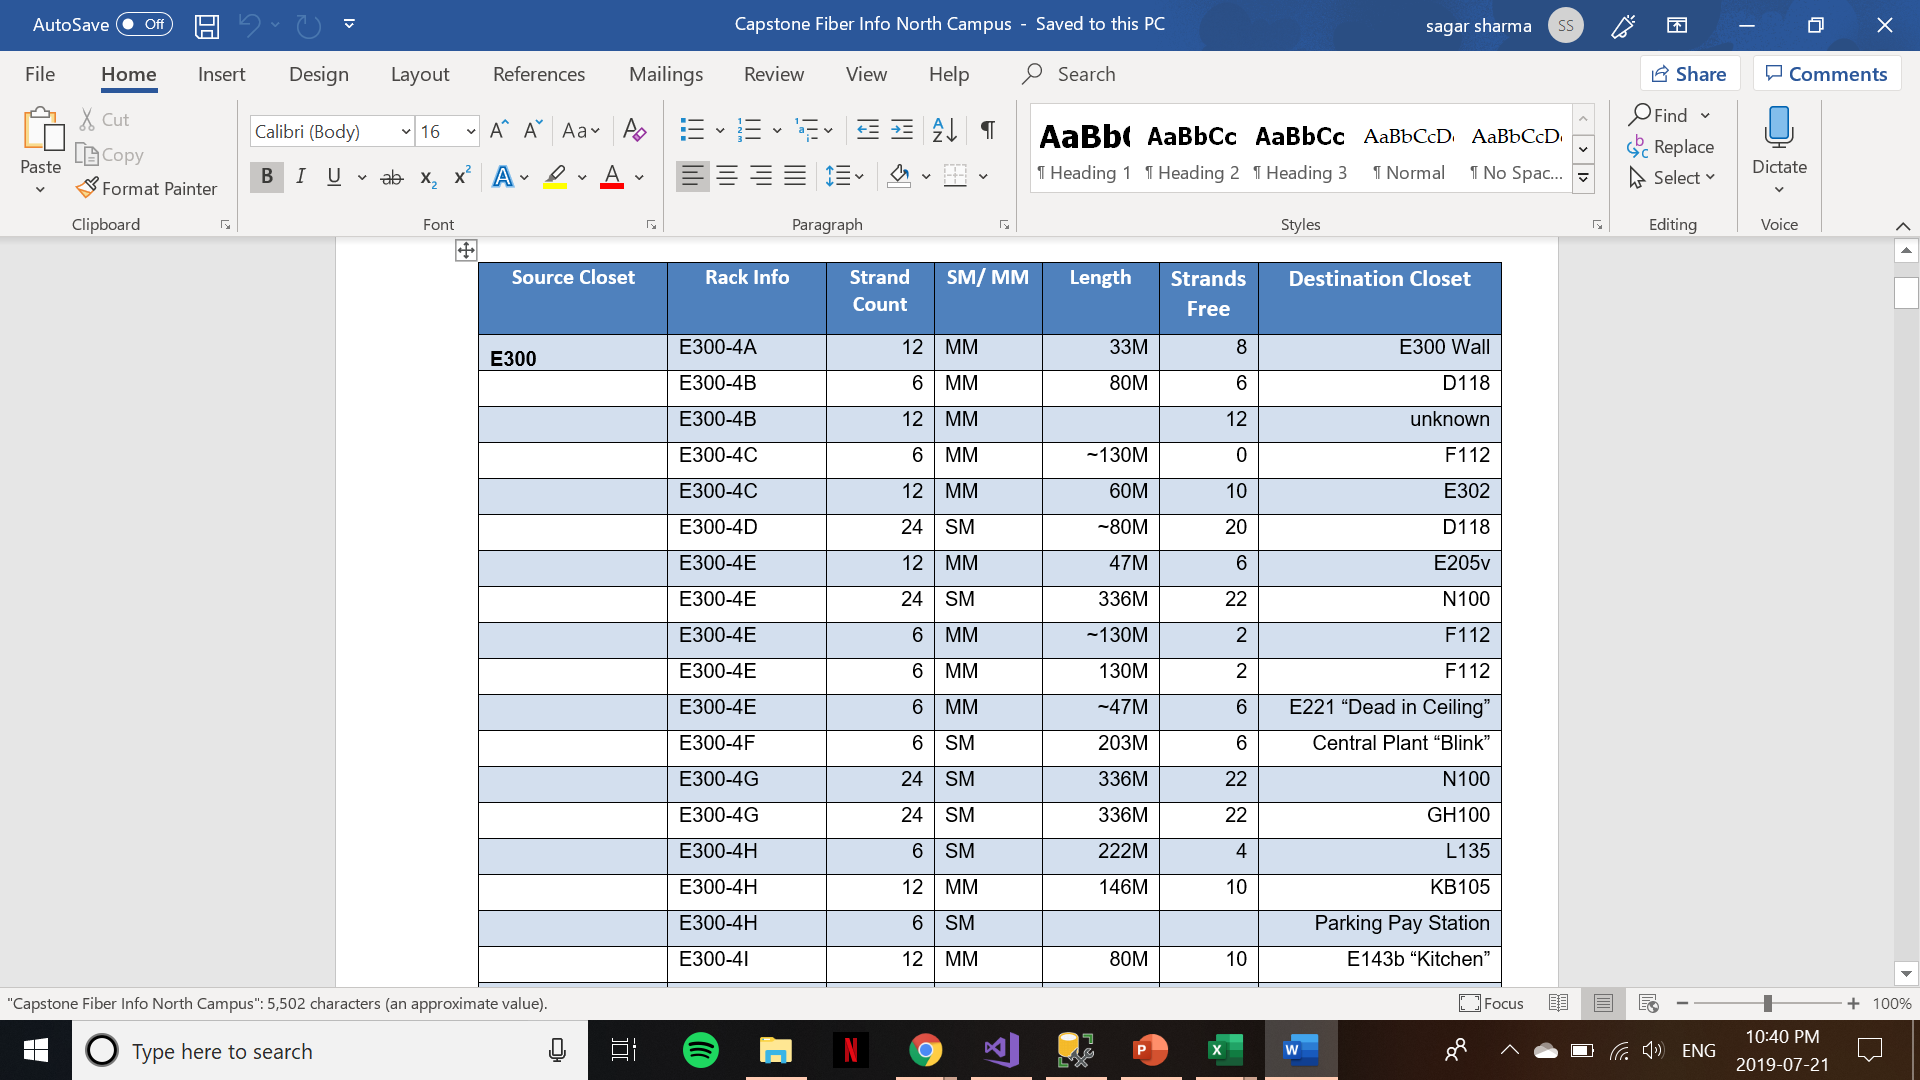 AutoSave Off Capstone Fiber Info North Campus - Saved to this PC sagar sharma SS
File Home Insert Design Layout References Mailings Review View Help Search Share Comments
Paste Cut Copy Format Painter
Clipboard
Calibri (Body) 16 A A Aa A
B I U ab x₂ x² A A
Font
A Z ¶
Paragraph
AaBb( AaBbCc AaBbCc AaBbCcD AaBbCcD
¶ Heading 1 ¶ Heading 2 ¶ Heading 3 ¶ Normal ¶ No Spac...
Styles
Find
Replace
Select
Editing
Dictate
Voice
Source Closet Rack Info Strand Count SM/ MM Length Strands Free Destination Closet
E300 E300-4A 12 MM 33M 8 E300 Wall
E300-4B 6 MM 80M 6 D118
E300-4B 12 MM 12 unknown
E300-4C 6 MM ~130M 0 F112
E300-4C 12 MM 60M 10 E302
E300-4D 24 SM ~80M 20 D118
E300-4E 12 MM 47M 6 E205v
E300-4E 24 SM 336M 22 N100
E300-4E 6 MM ~130M 2 F112
E300-4E 6 MM 130M 2 F112
E300-4E 6 MM ~47M 6 E221 “Dead in Ceiling”
E300-4F 6 SM 203M 6 Central Plant “Blink”
E300-4G 24 SM 336M 22 N100
E300-4G 24 SM 336M 22 GH100
E300-4H 6 SM 222M 4 L135
E300-4H 12 MM 146M 10 KB105
E300-4H 6 SM Parking Pay Station
E300-4I 12 MM 80M 10 E143b “Kitchen”
"Capstone Fiber Info North Campus": 5,502 characters (an approximate value). Focus 100%
Type here to search ENG 10:40 PM
2019-07-21